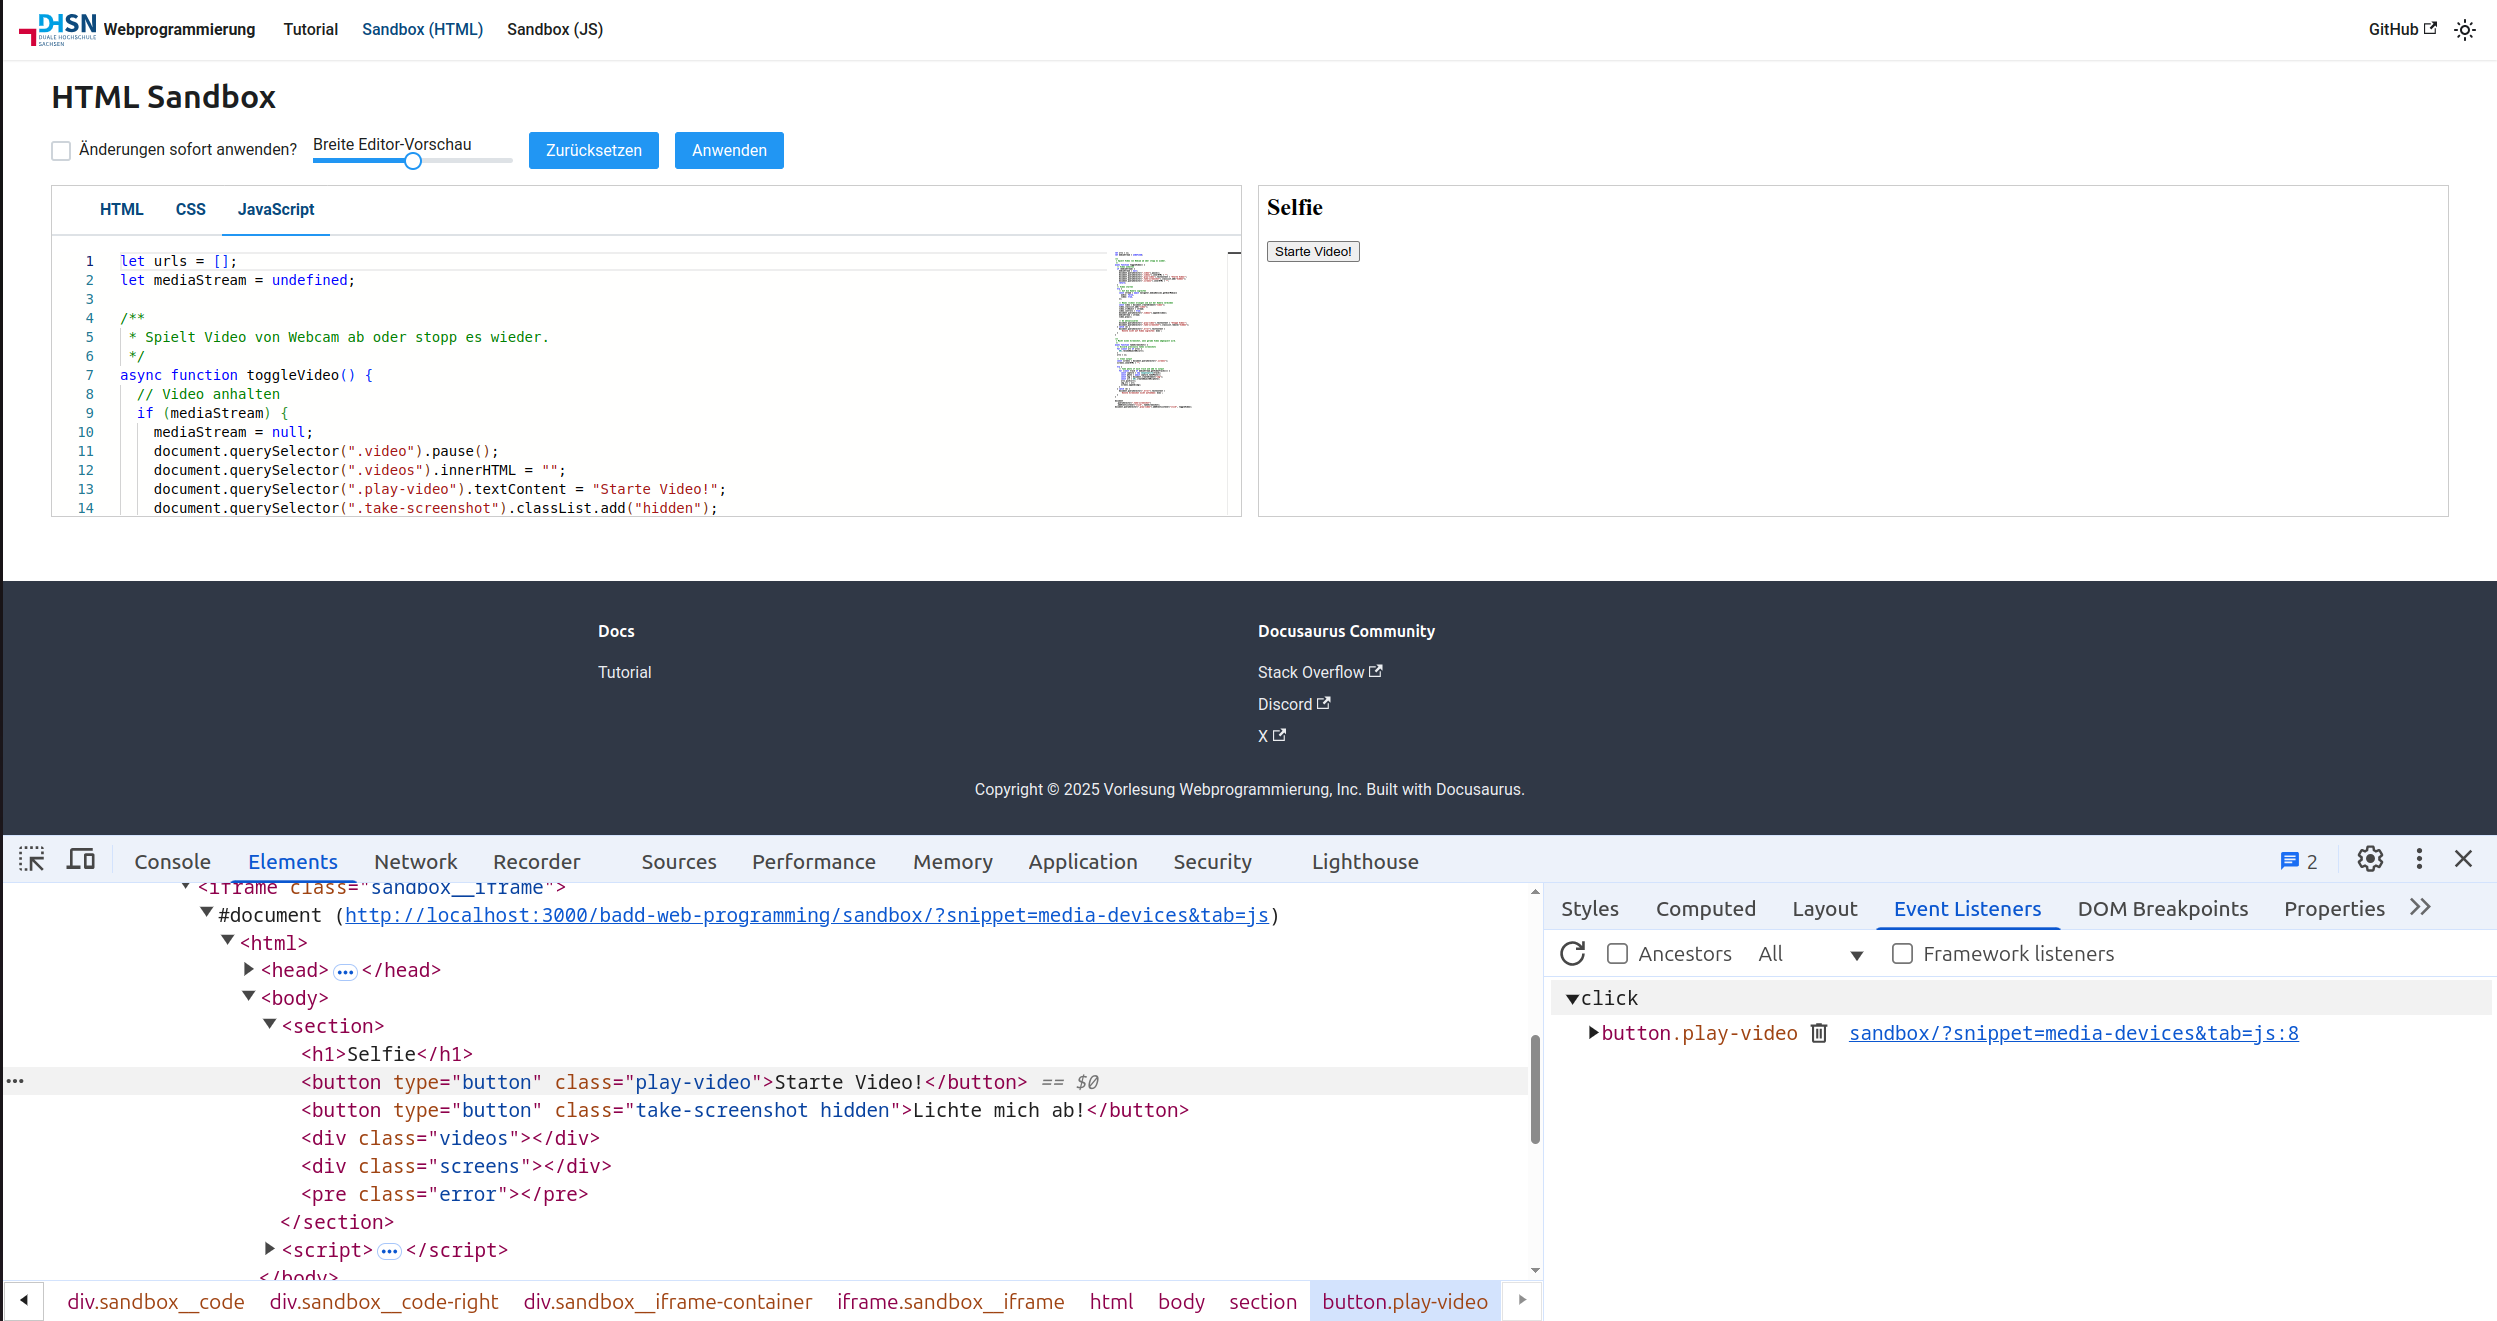 DHSN
DUALE HOCHSCHULE
SACHSEN
Webprogrammierung Tutorial Sandbox (HTML) Sandbox (JS) GitHub
HTML Sandbox
Änderungen sofort anwenden? Breite Editor-Vorschau Zurücksetzen Anwenden
HTML CSS JavaScript
1 let urls = [];
2 let mediaStream = undefined;
3
4 /**
5 * Spielt Video von Webcam ab oder stopp es wieder.
6 */
7 async function toggleVideo() {
8 // Video anhalten
9 if (mediaStream) {
10 mediaStream = null;
11 document.querySelector(".video").pause();
12 document.querySelector(".videos").innerHTML = "";
13 document.querySelector(".play-video").textContent = "Starte Video!";
14 document.querySelector(".take-screenshot").classList.add("hidden");
Selfie
Starte Video!
Docs
Tutorial
Docusaurus Community
Stack Overflow
Discord
X
Copyright © 2025 Vorlesung Webprogrammierung, Inc. Built with Docusaurus.
Console Elements Network Recorder Sources Performance Memory Application Security Lighthouse 2
<iframe class="sandbox__iframe">
#document (http://localhost:3000/badd-web-programming/sandbox/?snippet=media-devices&tab=js)
<html>
<head> ••• </head>
<body>
<section>
<h1>Selfie</h1>
<button type="button" class="play-video">Starte Video!</button> == $0
<button type="button" class="take-screenshot hidden">Lichte mich ab!</button>
<div class="videos"></div>
<div class="screens"></div>
<pre class="error"></pre>
</section>
<script> ••• </script>
</body>
div.sandbox__code div.sandbox__code-right div.sandbox__iframe-container iframe.sandbox__iframe html body section button.play-video
Styles Computed Layout Event Listeners DOM Breakpoints Properties
Ancestors All Framework listeners
click
button.play-video sandbox/?snippet=media-devices&tab=js:8